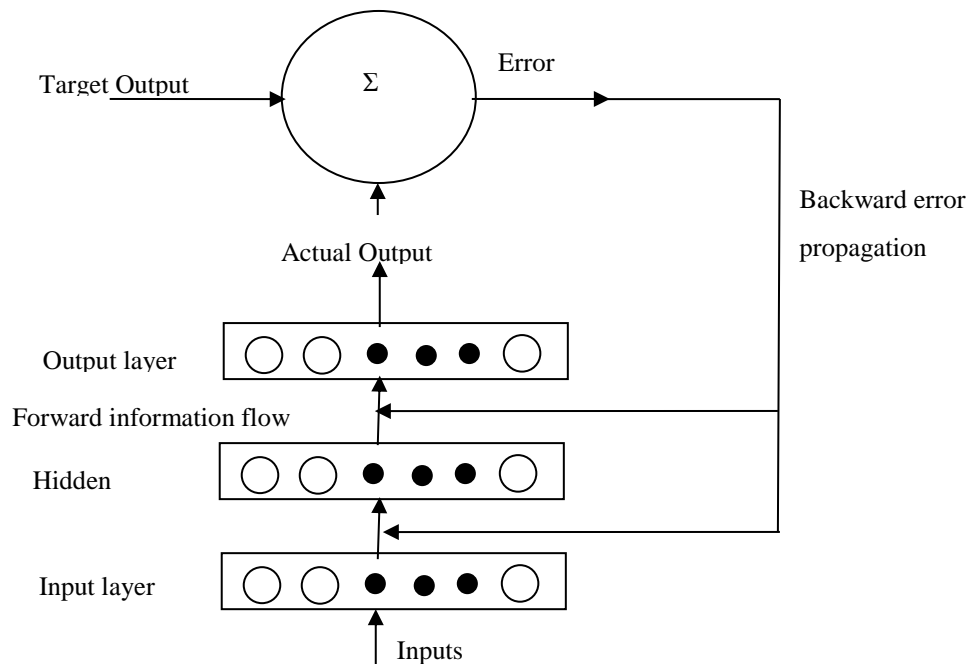 Σ
Error
Target Output
Backward error
propagation
Actual Output
Output layer
Forward information flow
Hidden
Input layer
Inputs